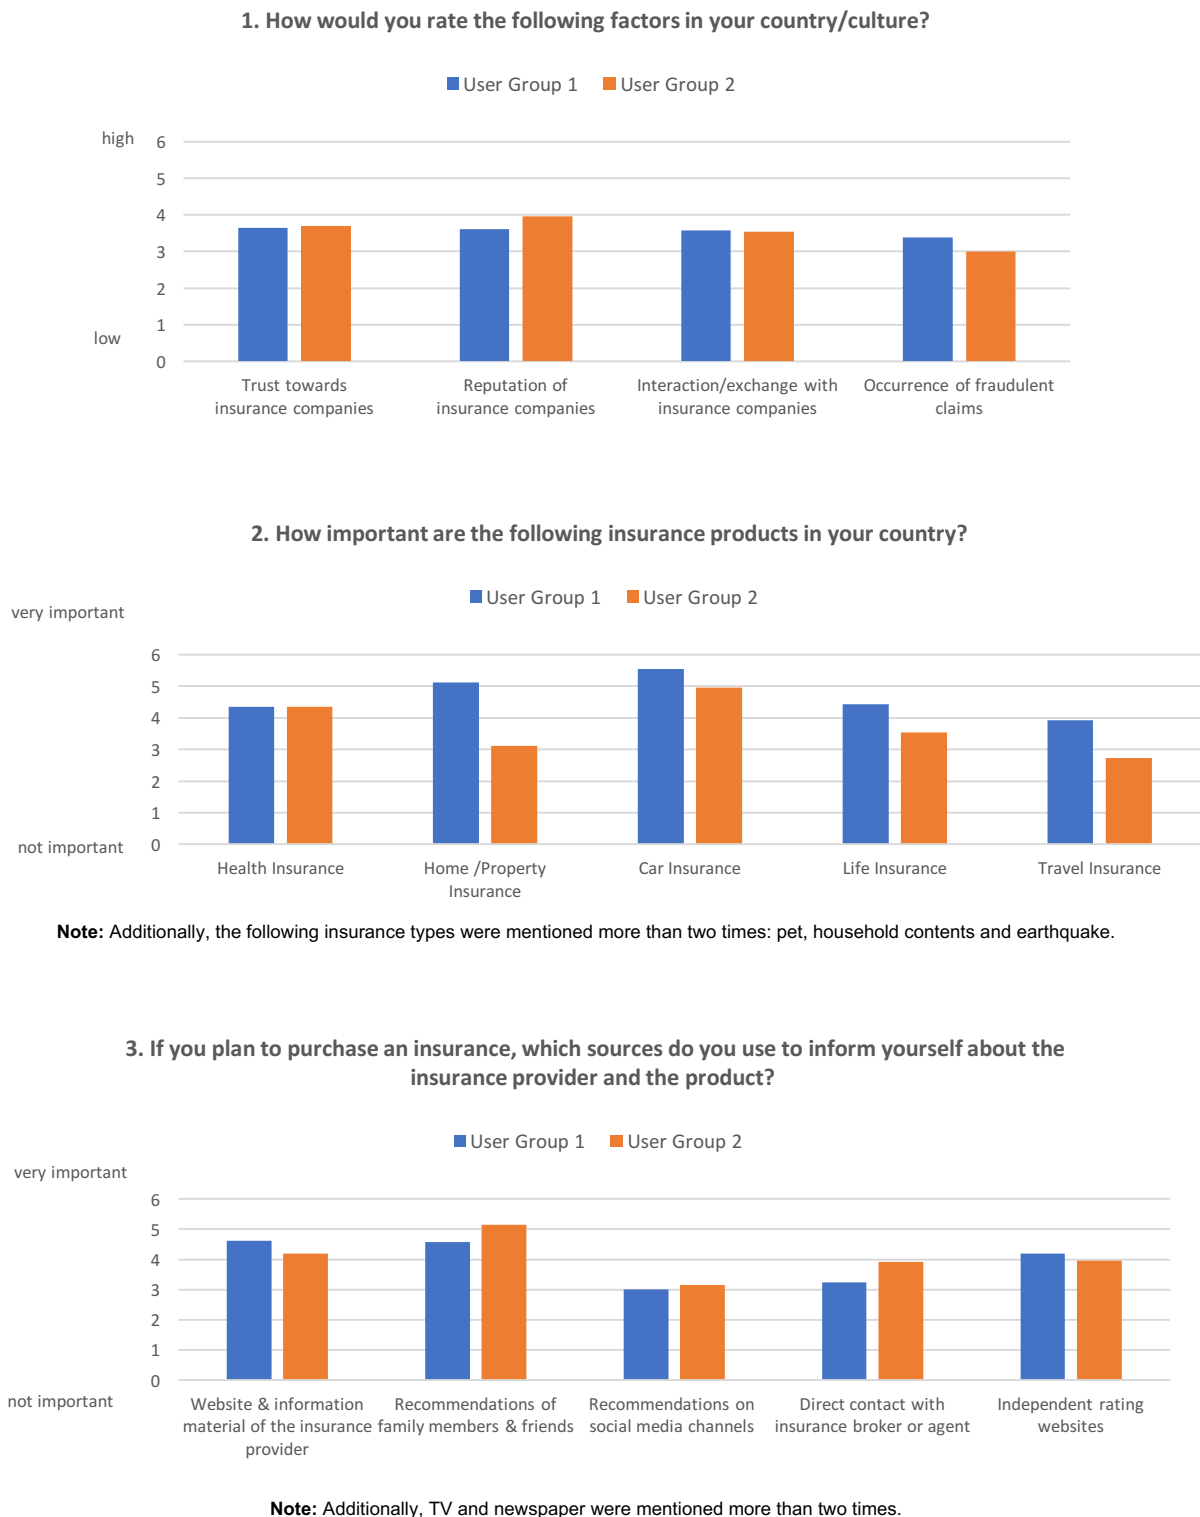 1. How would you rate the following factors in your country/culture?
User Group 1 User Group 2
high
6
5
4
3
2
1
low
0
Trust towards
insurance companies
Reputation of
insurance companies
Interaction/exchange with
insurance companies
Occurrence of fraudulent
claims
2. How important are the following insurance products in your country?
User Group 1 User Group 2
very important
6
5
4
3
2
1
not important
0
Health Insurance
Home /Property
Insurance
Car Insurance
Life Insurance
Travel Insurance
Note: Additionally, the following insurance types were mentioned more than two times: pet, household contents and earthquake.
3. If you plan to purchase an insurance, which sources do you use to inform yourself about the
insurance provider and the product?
User Group 1 User Group 2
very important
6
5
4
3
2
1
0
not important
Website & information
material of the insurance
provider
Recommendations of
family members & friends
Recommendations on
social media channels
Direct contact with
insurance broker or agent
Independent rating
websites
Note: Additionally, TV and newspaper were mentioned more than two times.